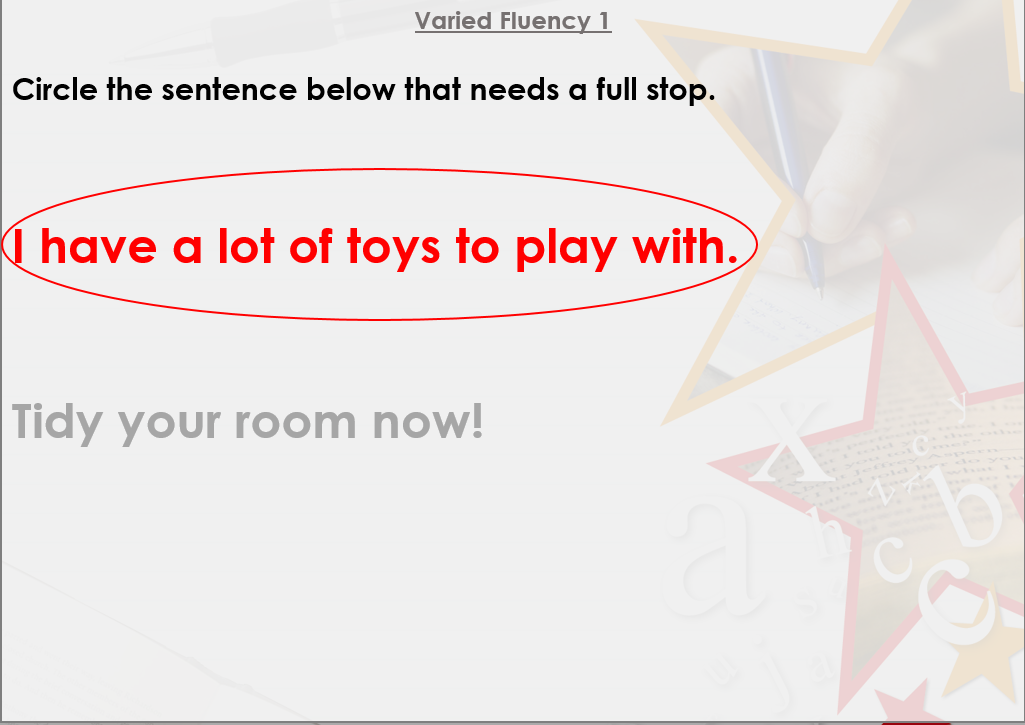 Varied Fluency 1
Circle the sentence below that needs a full stop.
I have a lot of toys to play with.
Tidy your room now!